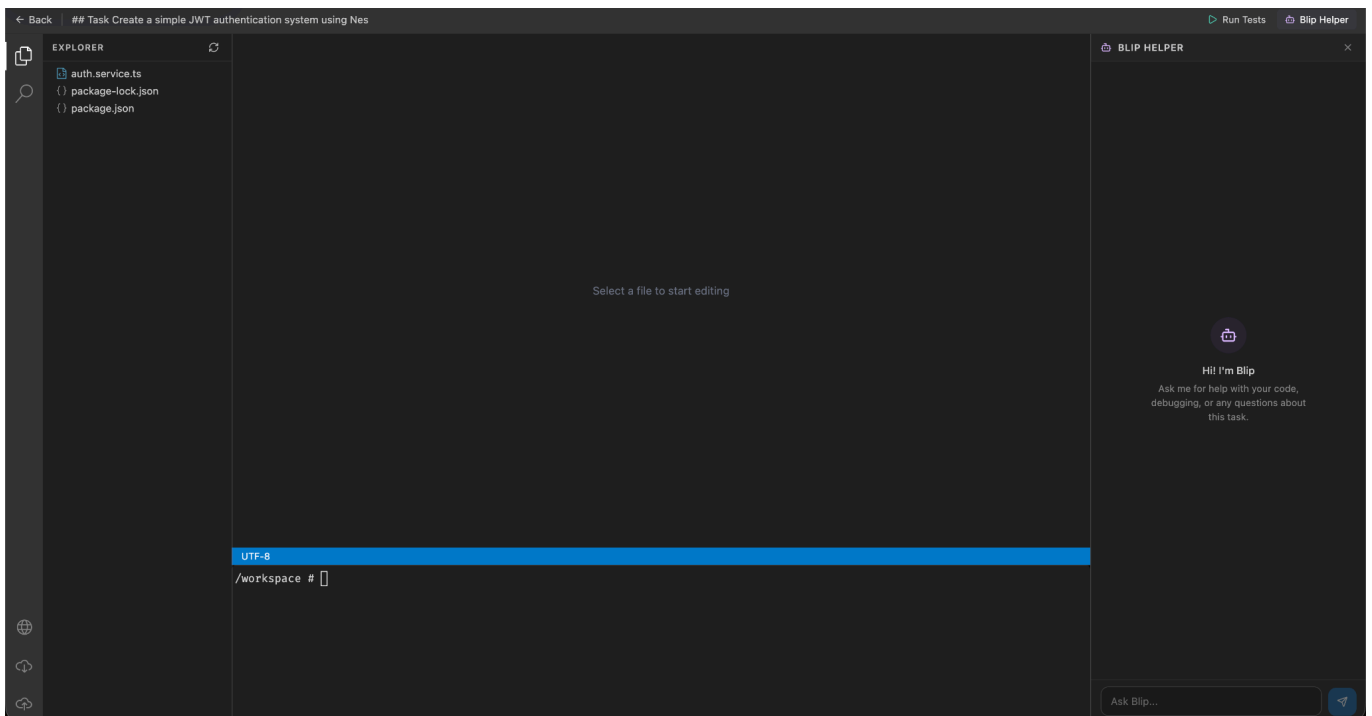 ← Back
## Task Create a simple JWT authentication system using Nes
Run Tests
Blip Helper
EXPLORER
auth.service.ts
{} package-lock.json
{} package.json
Select a file to start editing
UTF-8
/workspace #
BLIP HELPER
Hi! I'm Blip
Ask me for help with your code,
debugging, or any questions about
this task.
Ask Blip...